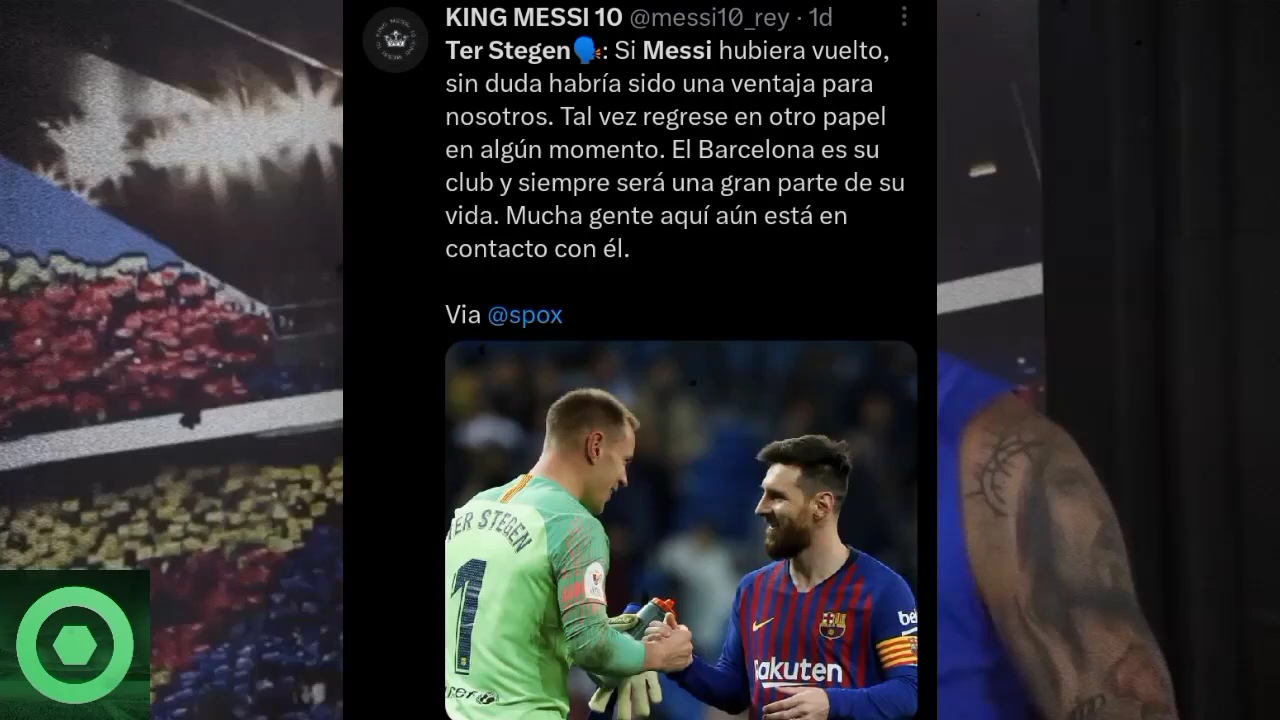 KING MESSI 10 @messi10_rey · 1d
Ter Stegen🗣️: Si Messi hubiera vuelto,
sin duda habría sido una ventaja para
nosotros. Tal vez regrese en otro papel
en algún momento. El Barcelona es su
club y siempre será una gran parte de su
vida. Mucha gente aquí aún está en
contacto con él.
Via @spox
TER STEGEN
1
Rakuten